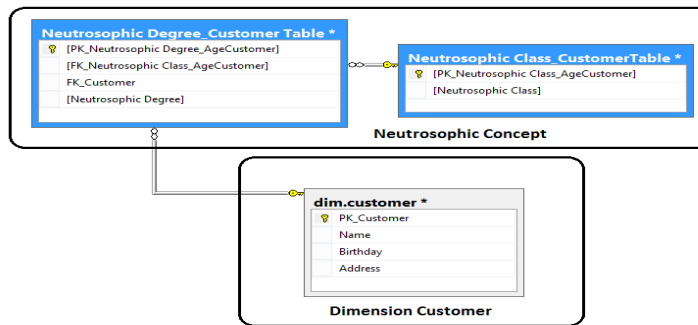 Neutrosophic Degree_Customer Table *
[PK_Neutrosophic Degree_AgeCustomer]
[FK_Neutrosophic Class_AgeCustomer]
FK_Customer
[Neutrosophic Degree]
Neutrosophic Class_CustomerTable *
[PK_Neutrosophic Class_AgeCustomer]
[Neutrosophic Class]
Neutrosophic Concept
dim.customer *
PK_Customer
Name
Birthday
Address
Dimension Customer